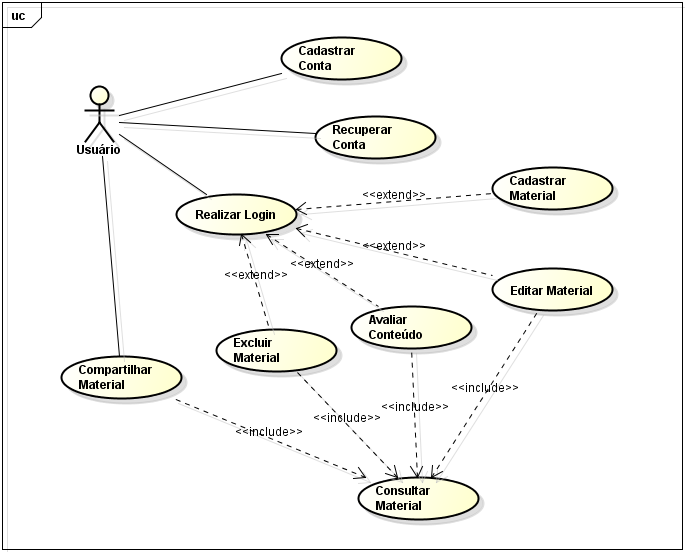 uc
Cadastrar
Conta
Usuário
Recuperar
Conta
Cadastrar
Material
<<extend>>
Realizar Login
<<extend>>
<<extend>>
<<extend>>
Editar Material
Avaliar
Conteúdo
Excluir
Material
Compartilhar
Material
<<include>>
<<include>>
<<include>>
<<include>>
Consultar
Material